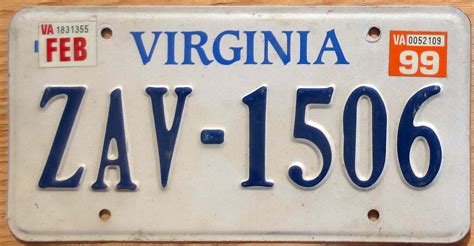 VA 1831355
FEB
VIRGINIA
VA 0052109
99
ZAV-1506